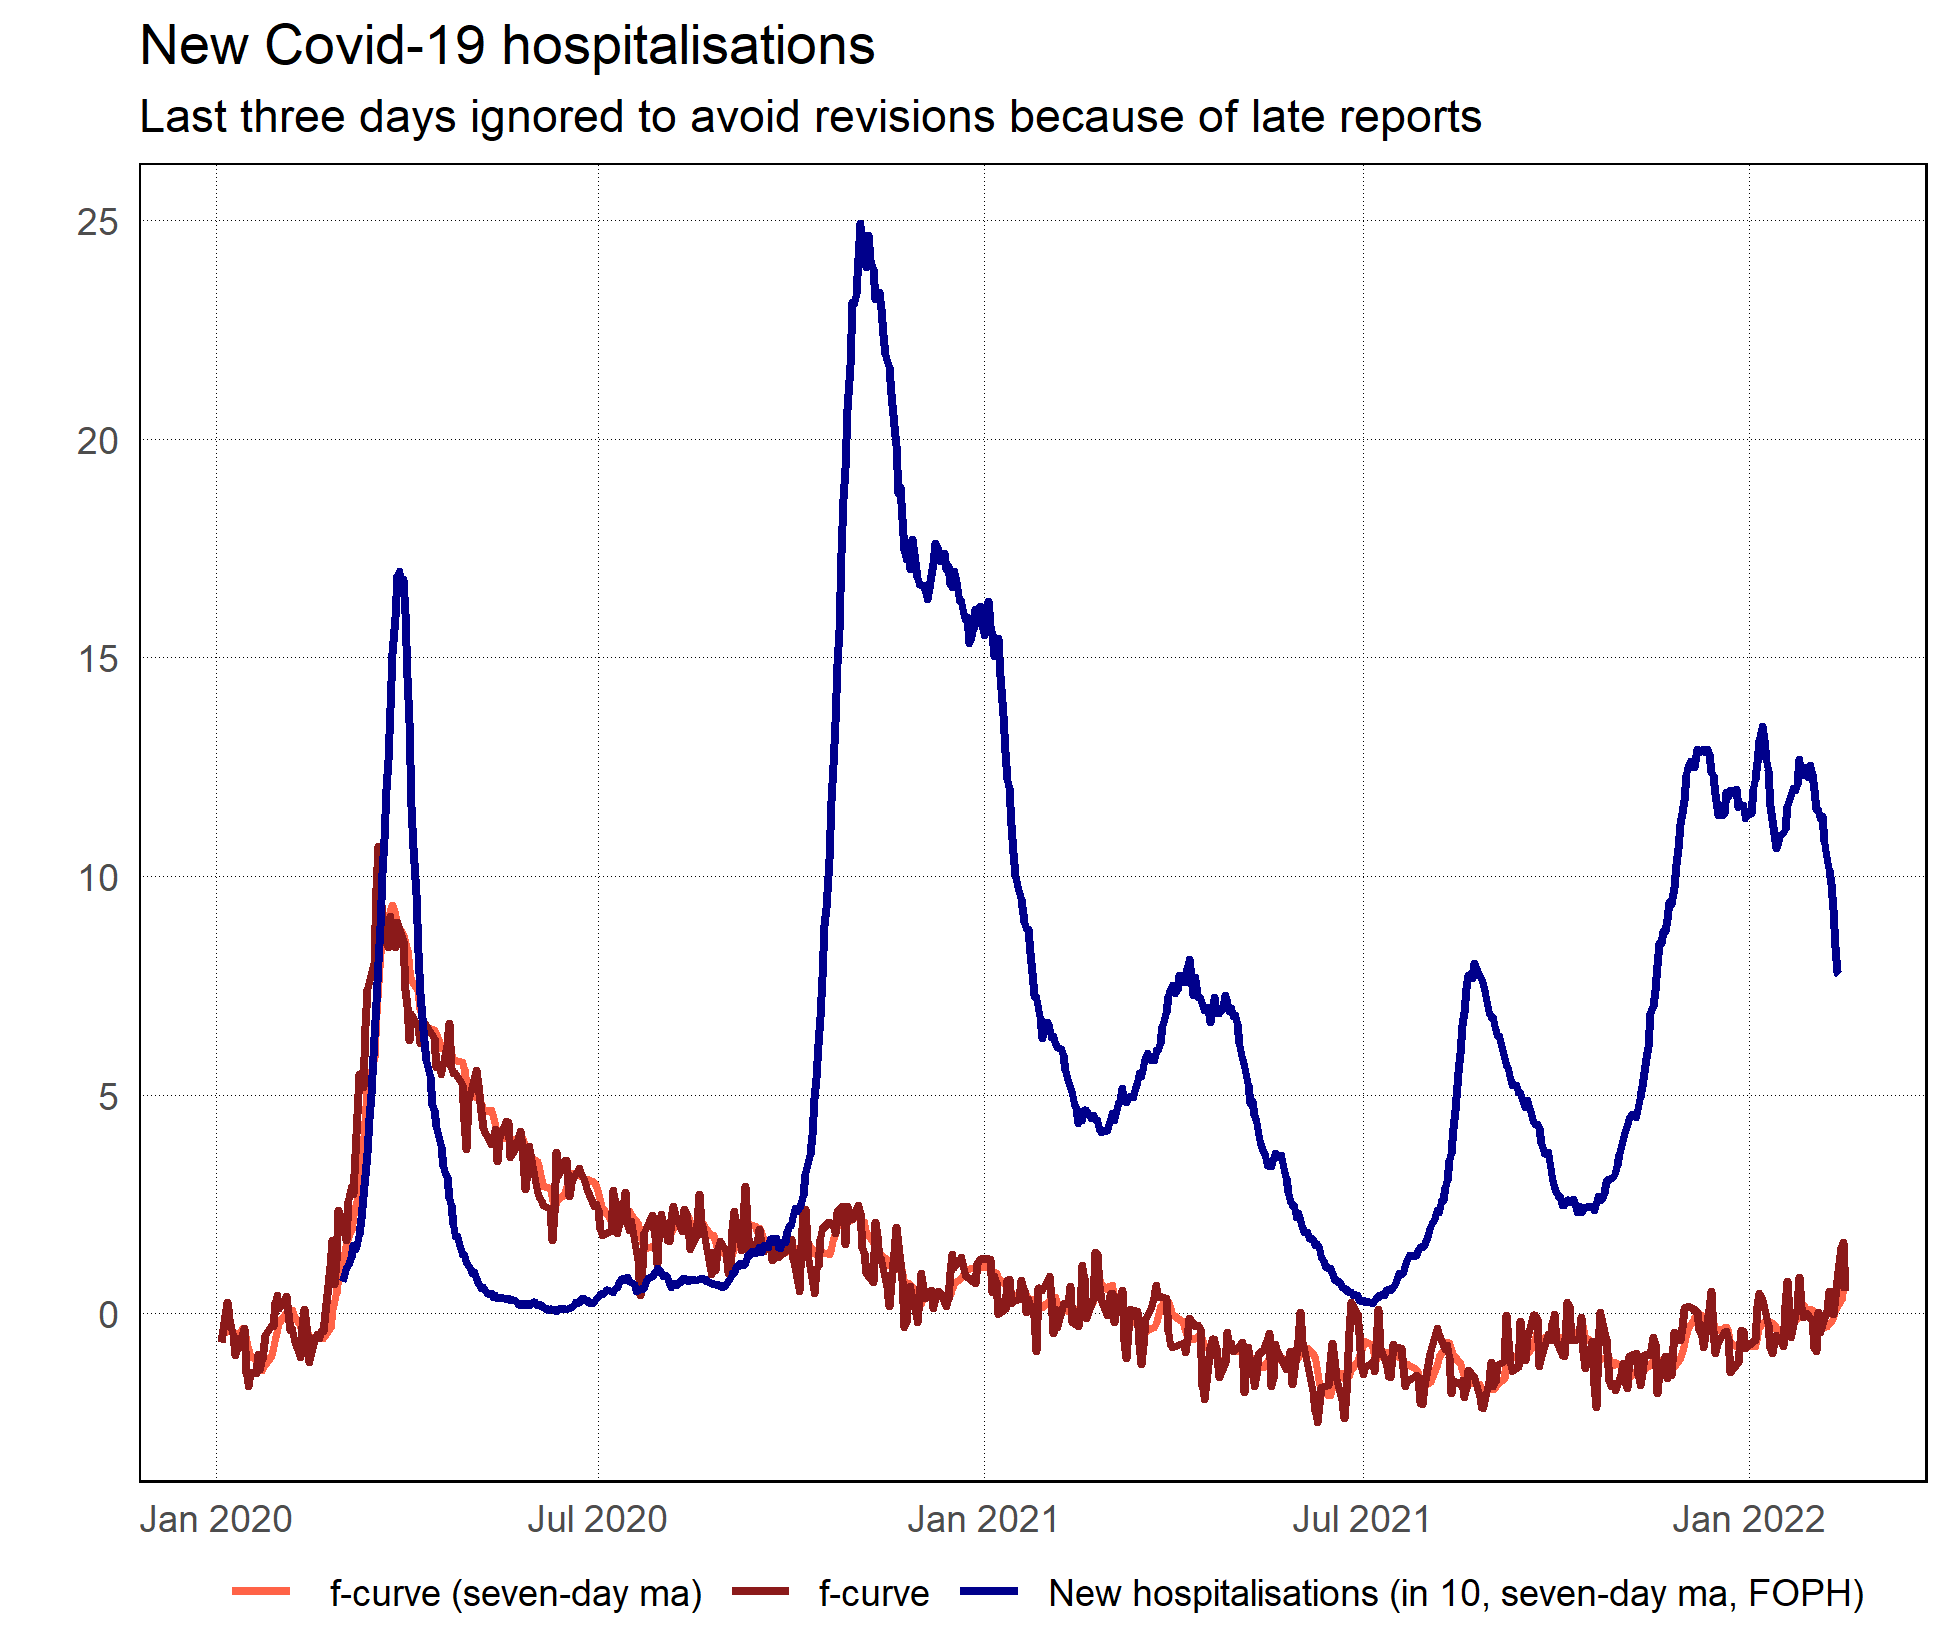 New Covid-19 hospitalisations
Last three days ignored to avoid revisions because of late reports
25
20
15
10
5
0
Jan 2020 Jul 2020 Jan 2021 Jul 2021 Jan 2022
f-curve (seven-day ma) f-curve New hospitalisations (in 10, seven-day ma, FOPH)